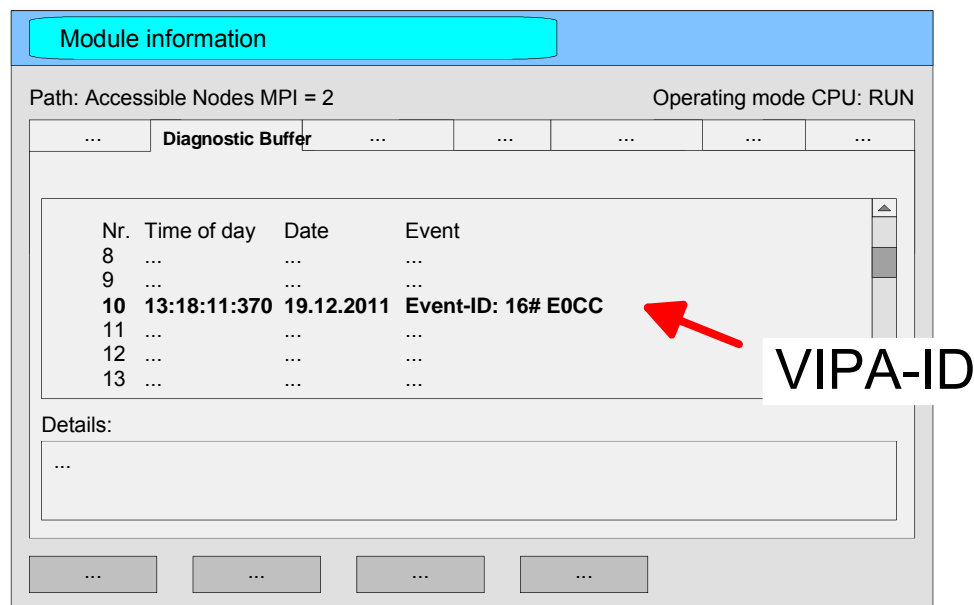 Module information
Path: Accessible Nodes MPI = 2 Operating mode CPU: RUN
... Diagnostic Buffer ... ... ... ... ...
Nr. Time of day Date Event
8 ... ... ...
9 ... ... ...
10 13:18:11:370 19.12.2011 Event-ID: 16# E0CC
11 ... ... ...
12 ... ... ...
13 ... ... ...
VIPA-ID
Details:
...
... ... ... ...